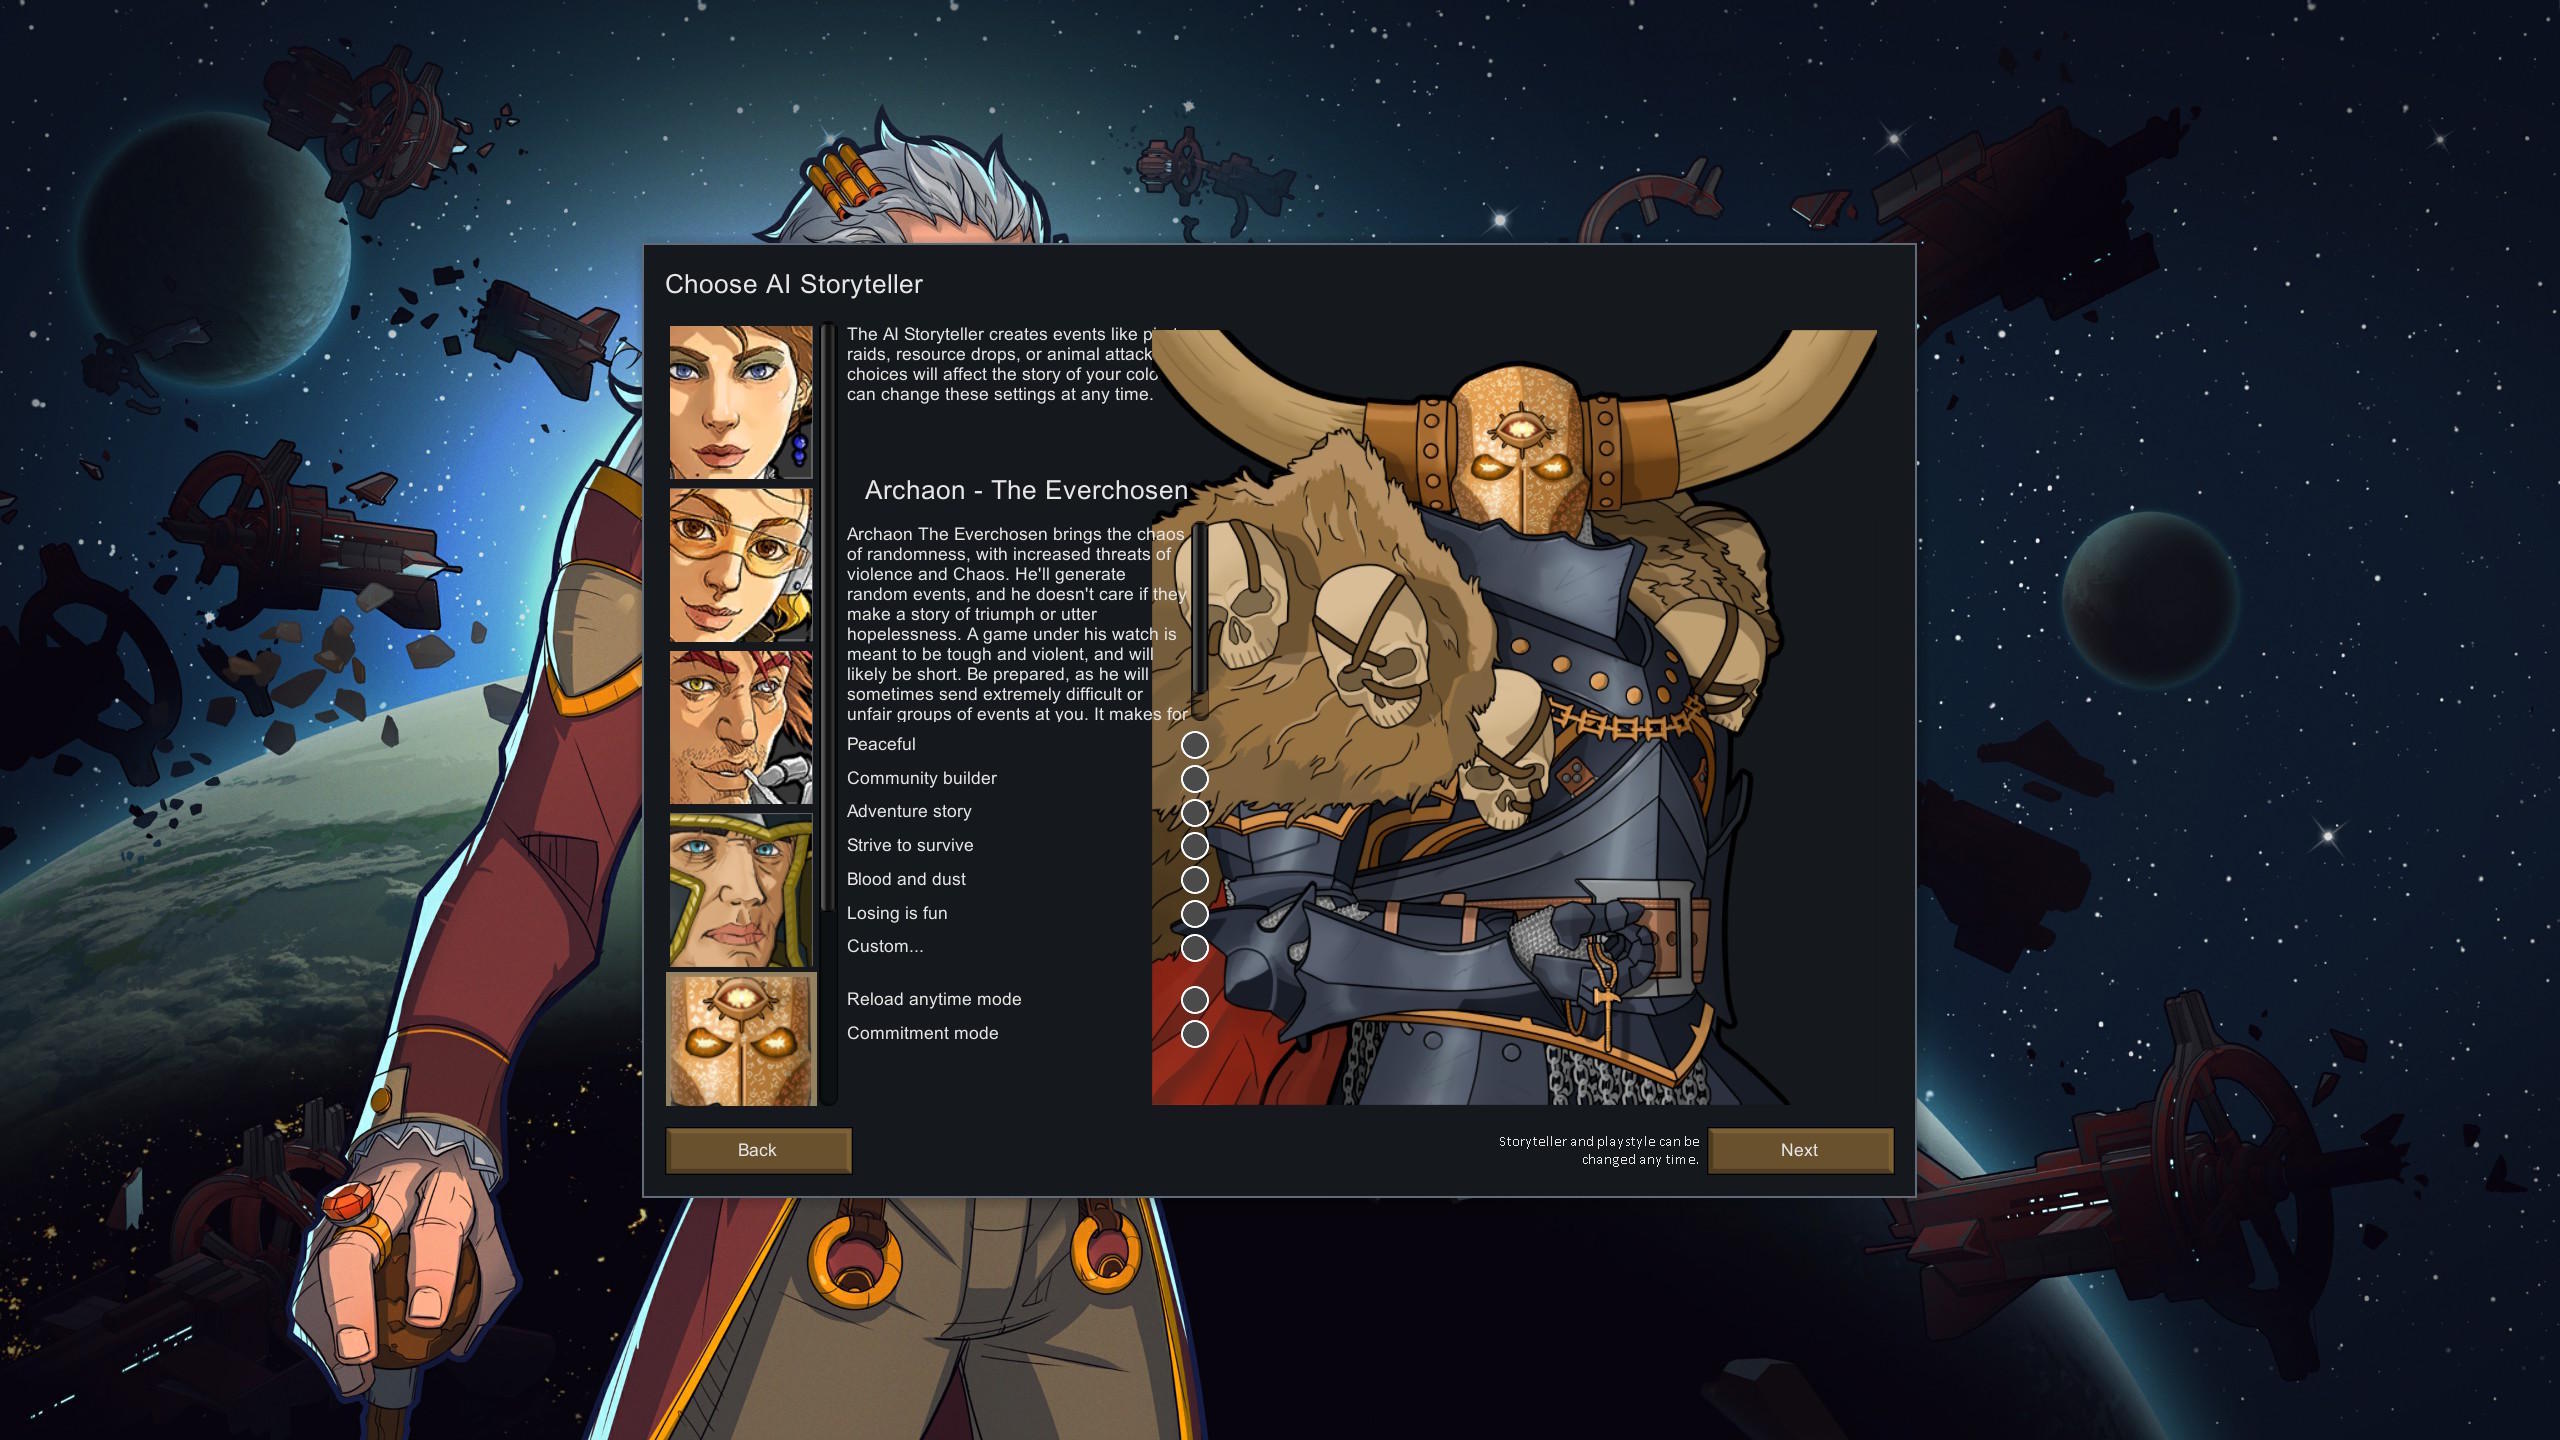 Choose AI Storyteller
The AI Storyteller creates events like
raids, resource drops, or animal attack
choices will affect the story of your
can change these settings at any time.
Archaon - The Everchosen
Archaon The Everchosen brings the chaos
of randomness, with increased threats of
violence and Chaos. He'll generate
random events, and he doesn't care if they
make a story of triumph or utter
hopelessness. A game under his watch is
meant to be tough and violent, and will
likely be short. Be prepared, as he will
sometimes send extremely difficult or
unfair groups of events at you. It makes for
Peaceful
Community builder
Adventure story
Strive to survive
Blood and dust
Losing is fun
Custom...
Reload anytime mode
Commitment mode
Back
Storyteller and playstyle can be
changed any time.
Next